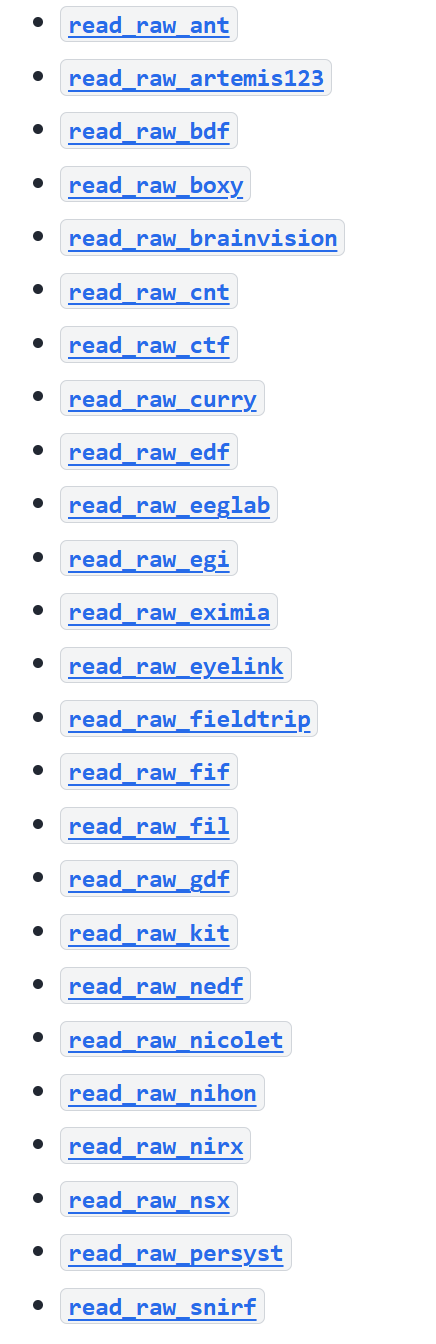 read_raw_ant
read_raw_artemis123
read_raw_bdf
read_raw_boxy
read_raw_brainvision
read_raw_cnt
read_raw_ctf
read_raw_curry
read_raw_edf
read_raw_eeglab
read_raw_egi
read_raw_eximia
read_raw_eyelink
read_raw_fieldtrip
read_raw_fif
read_raw_fil
read_raw_gdf
read_raw_kit
read_raw_nedf
read_raw_nicolet
read_raw_nihon
read_raw_nirx
read_raw_nsx
read_raw_persyst
read_raw_snirf